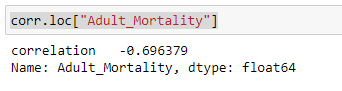 corr.loc["Adult_Mortality"]
correlation   -0.696379
Name: Adult_Mortality, dtype: float64